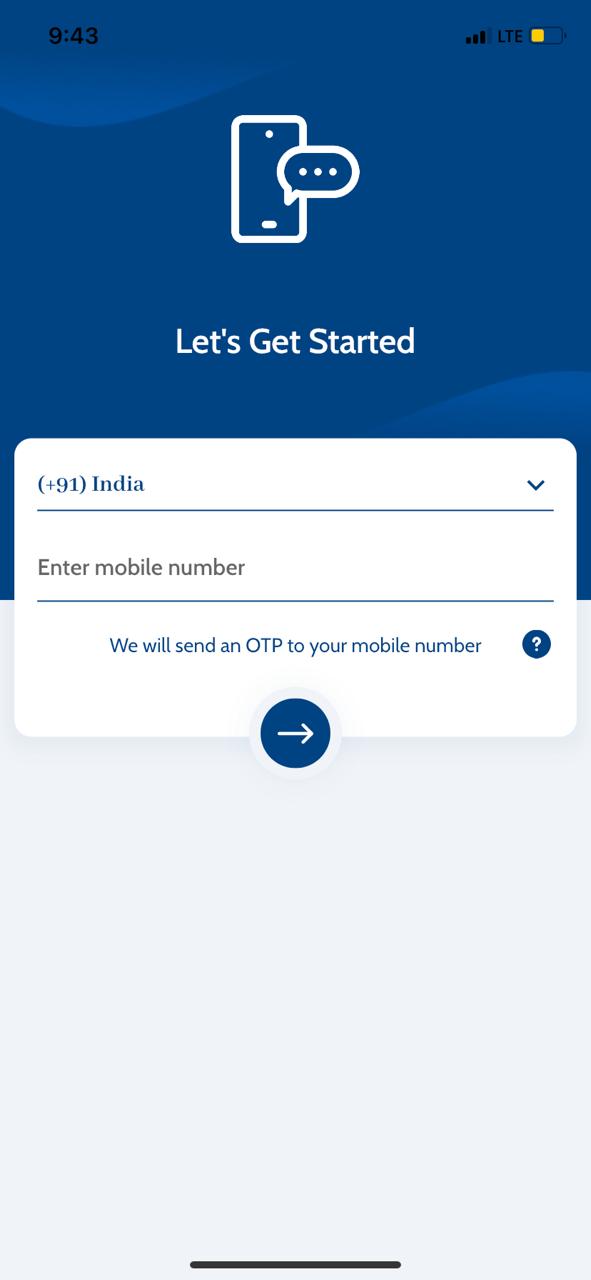 9:43
LTE
Let's Get Started
(+91) India
Enter mobile number
We will send an OTP to your mobile number
?